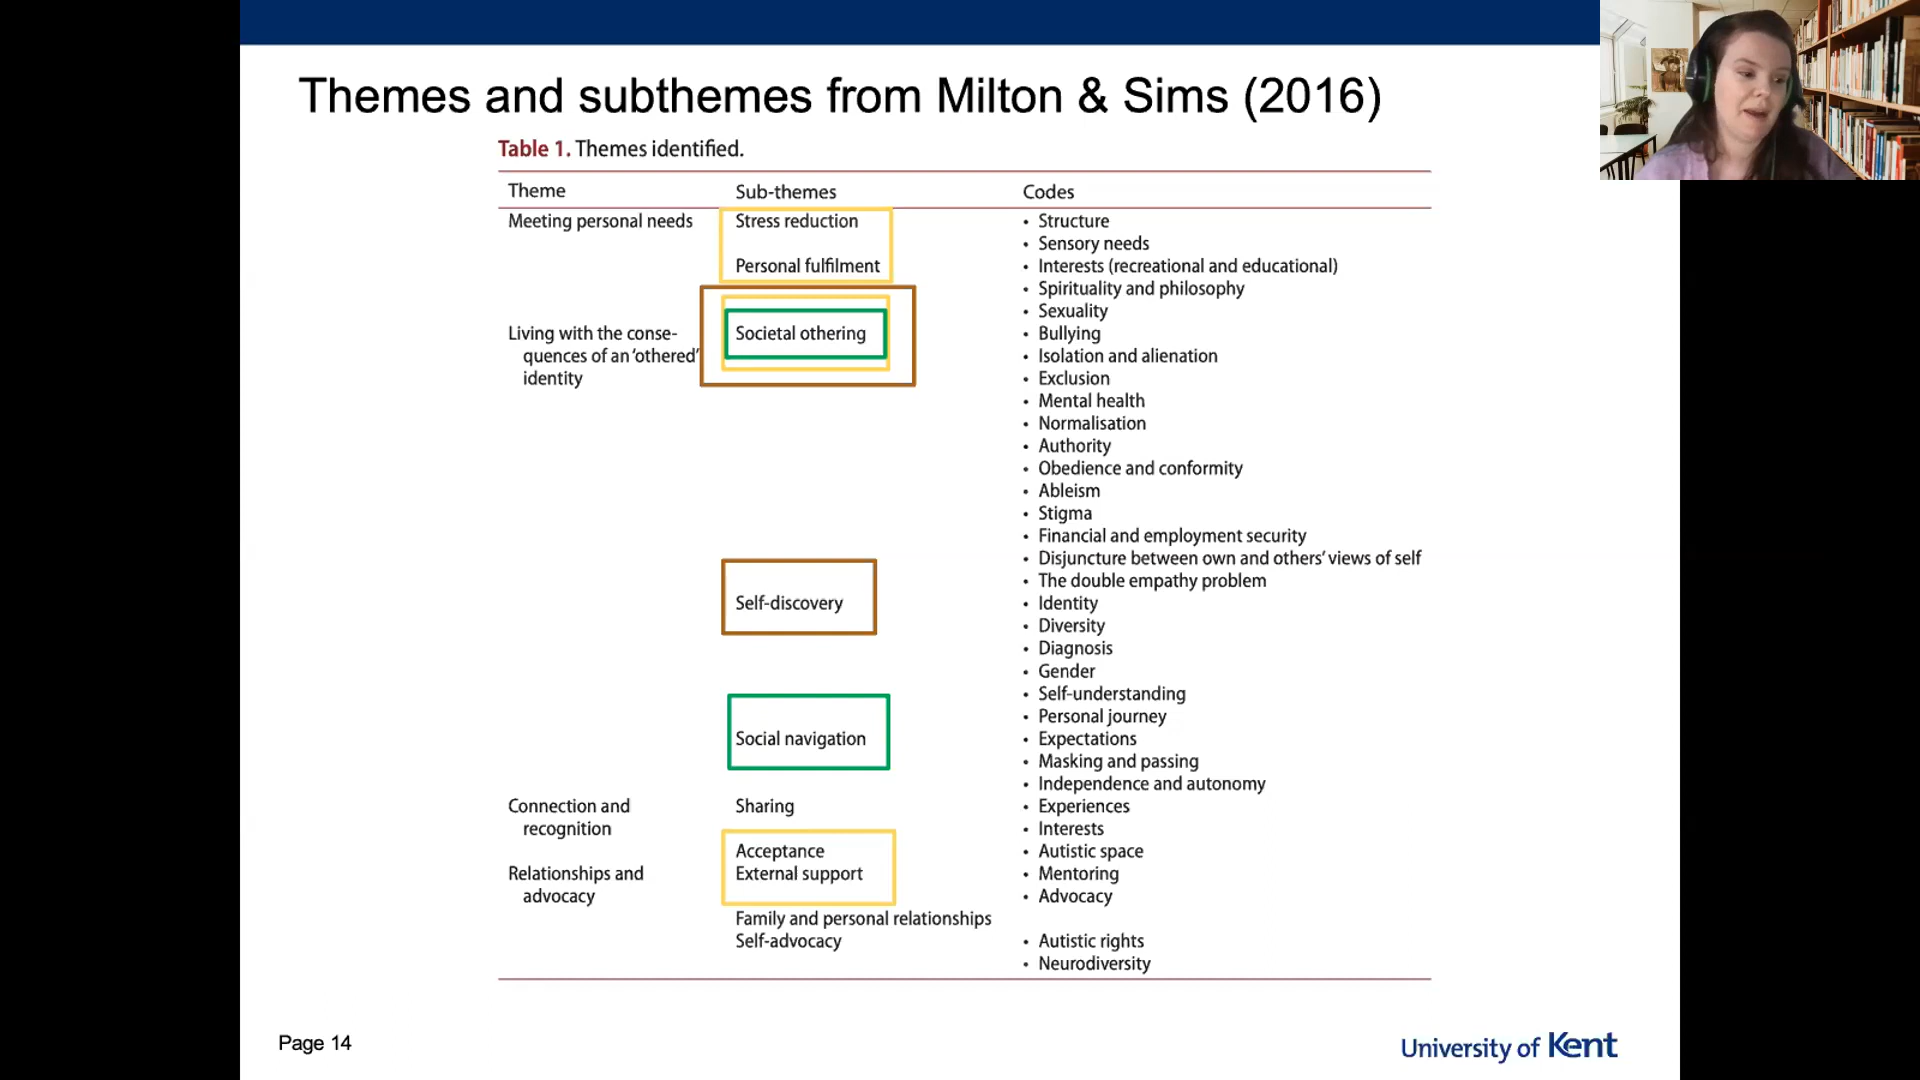 Themes and subthemes from Milton & Sims (2016)
Table 1. Themes identified.
Theme Sub-themes Codes
Meeting personal needs Stress reduction • Structure
• Sensory needs
Personal fulfilment • Interests (recreational and educational)
• Spirituality and philosophy
• Sexuality
Living with the conse- Societal othering • Bullying
quences of an ‘othered’ • Isolation and alienation
identity • Exclusion
• Mental health
• Normalisation
• Authority
• Obedience and conformity
• Ableism
• Stigma
• Financial and employment security
• Disjuncture between own and others’ views of self
• The double empathy problem
Self-discovery • Identity
• Diversity
• Diagnosis
• Gender
• Self-understanding
• Personal journey
Social navigation • Expectations
• Masking and passing
• Independence and autonomy
Connection and Sharing • Experiences
recognition • Interests
Acceptance • Autistic space
Relationships and External support • Mentoring
advocacy • Advocacy
Family and personal relationships
Self-advocacy • Autistic rights
• Neurodiversity
Page 14
University of Kent